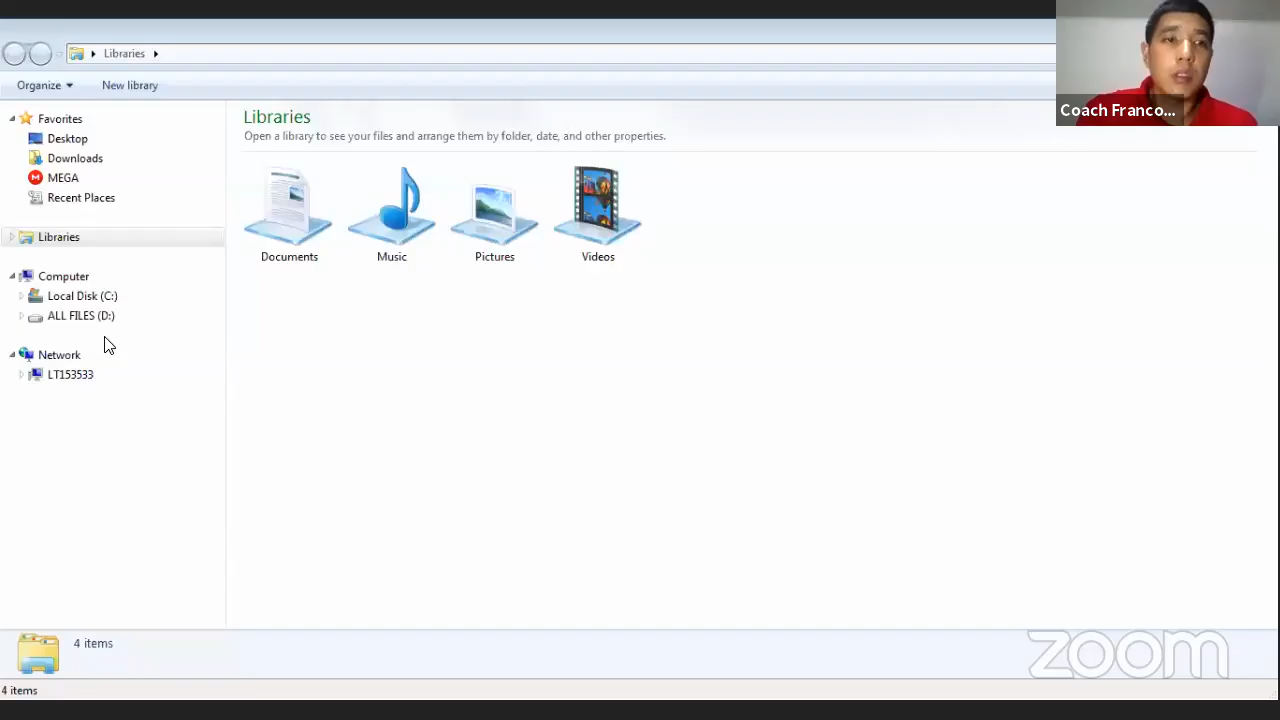 Libraries
Organize
New library
Coach Franco...
Favorites
Desktop
Downloads
MEGA
Recent Places
Libraries
Computer
Local Disk (C:)
ALL FILES (D:)
Network
LT153533
Libraries
Open a library to see your files and arrange them by folder, date, and other properties.
Documents
Music
Pictures
Videos
4 items
zoom
4 items